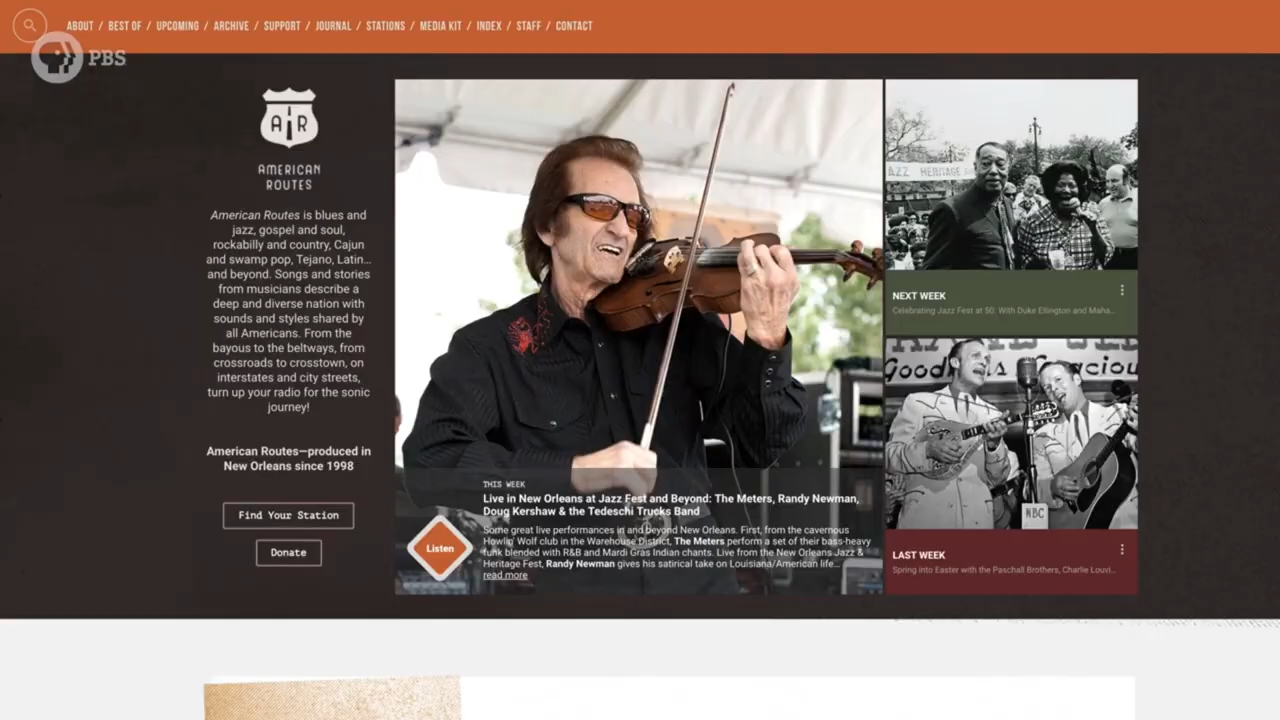 ABOUT / BEST OF / UPCOMING / ARCHIVE / SUPPORT / JOURNAL / STATIONS / MEDIA KIT / INDEX / STAFF / CONTACT
PBS
A R
AMERICAN
ROUTES
American Routes is blues and
jazz, gospel and soul,
rockabilly and country, Cajun
and swamp pop, Tejano, Latin...
and beyond. Songs and stories
from musicians describe a
deep and diverse nation with
sounds and styles shared by
all Americans. From the
bayous to the beltways, from
crossroads to crosstown, on
interstates and city streets,
turn up your radio for the sonic
journey!
American Routes—produced in
New Orleans since 1998
Find Your Station
Donate
THIS WEEK
Live in New Orleans at Jazz Fest and Beyond: The Meters, Randy Newman,
Doug Kershaw & the Tedeschi Trucks Band
Listen
Some great live performances in and beyond New Orleans. First, from the cavernous
Howlin' Wolf club in the Warehouse District, The Meters perform a set of their bass-heavy
funk blended with R&B and Mardi Gras Indian chants. Live from the New Orleans Jazz &
Heritage Fest, Randy Newman gives his satirical take on Louisiana/American life...
read more
JAZZ HERITAGE
NEXT WEEK
Celebrating Jazz Fest at 50: With Duke Ellington and Maha...
NBC
LAST WEEK
Spring into Easter with the Paschall Brothers, Charlie Louvi...